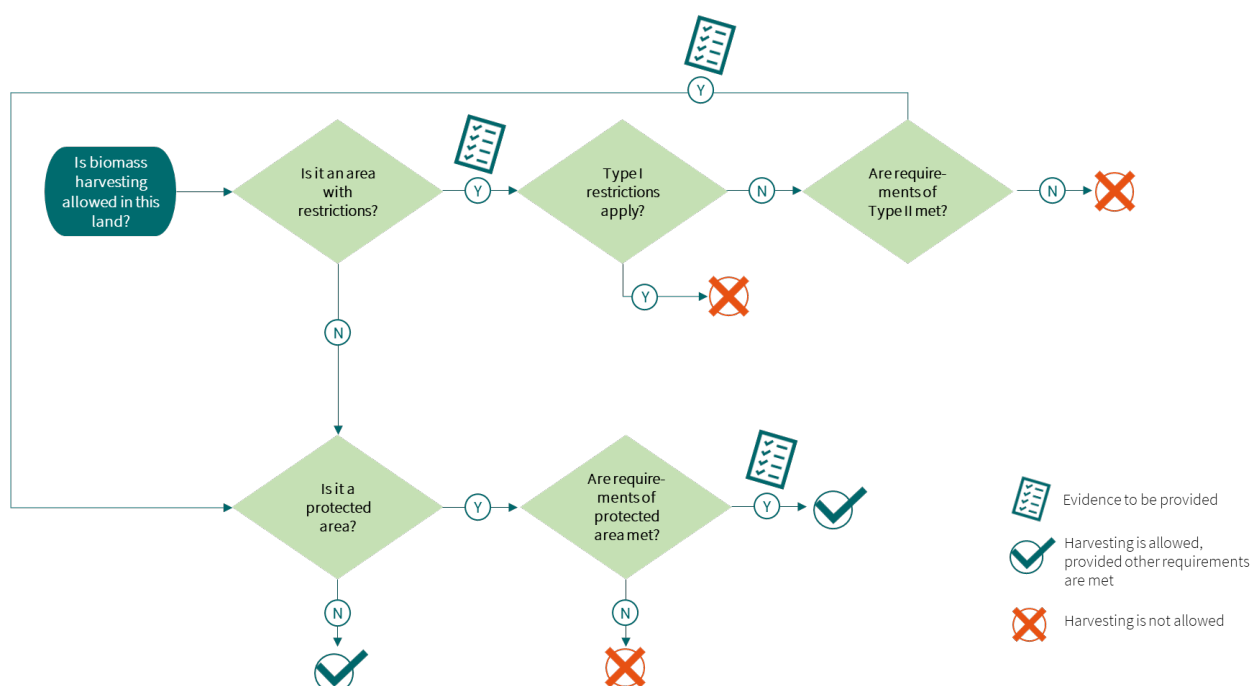 Y
Is biomass
harvesting
allowed in this
land?
Is it an area
with
restrictions?
Y
Type I
restrictions
apply?
N
Are require-
ments of
Type II met?
N
Y
N
Is it a
protected
area?
Y
Are require-
ments of
protected
area met?
Y
N
N
Evidence to be provided
Harvesting is allowed,
provided other requirements
are met
Harvesting is not allowed